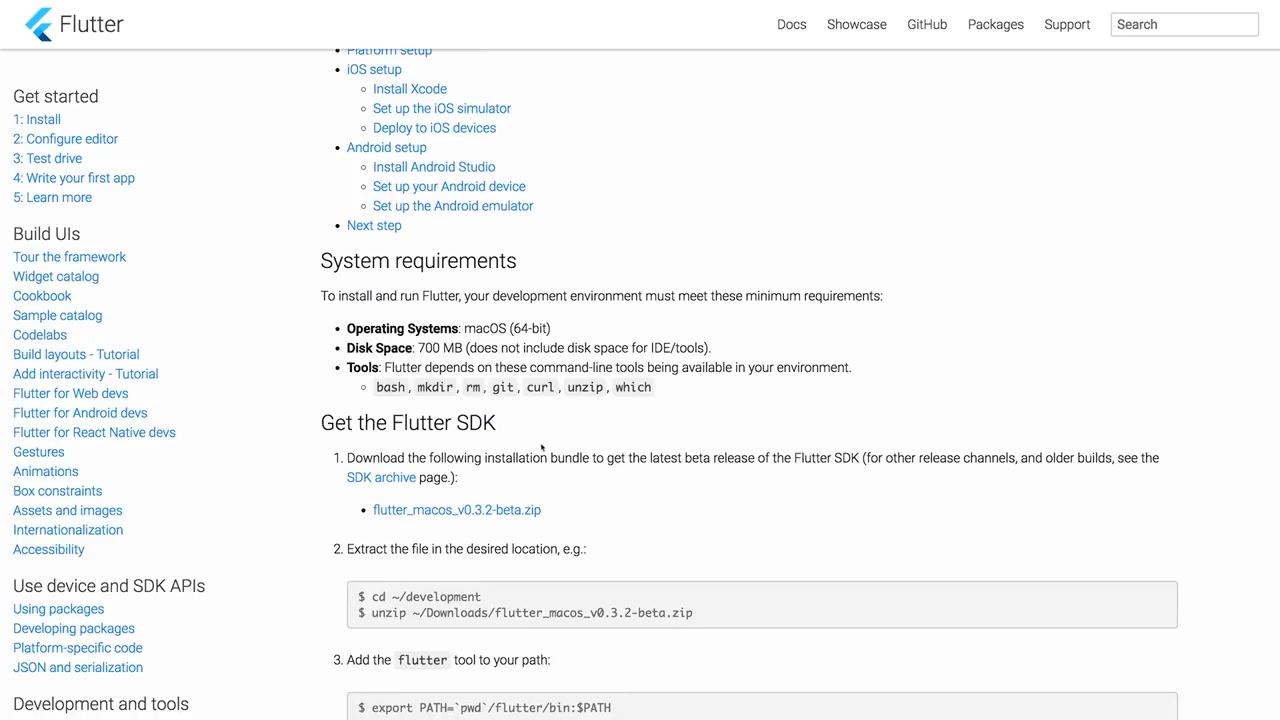 Flutter
Docs
Showcase
GitHub
Packages
Support
Search
Get started
1: Install
2: Configure editor
3: Test drive
4: Write your first app
5: Learn more
Build UIs
Tour the framework
Widget catalog
Cookbook
Sample catalog
Codelabs
Build layouts - Tutorial
Add interactivity - Tutorial
Flutter for Web devs
Flutter for Android devs
Flutter for React Native devs
Gestures
Animations
Box constraints
Assets and images
Internationalization
Accessibility
Use device and SDK APIs
Using packages
Developing packages
Platform-specific code
JSON and serialization
Development and tools
Platform setup
iOS setup
Install Xcode
Set up the iOS simulator
Deploy to iOS devices
Android setup
Install Android Studio
Set up your Android device
Set up the Android emulator
Next step
System requirements
To install and run Flutter, your development environment must meet these minimum requirements:
Operating Systems: macOS (64-bit)
Disk Space: 700 MB (does not include disk space for IDE/tools).
Tools: Flutter depends on these command-line tools being available in your environment.
bash, mkdir, rm, git, curl, unzip, which
Get the Flutter SDK
1. Download the following installation bundle to get the latest beta release of the Flutter SDK (for other release channels, and older builds, see the
SDK archive page.):
flutter_macos_v0.3.2-beta.zip
2. Extract the file in the desired location, e.g.:
$ cd ~/development
$ unzip ~/Downloads/flutter_macos_v0.3.2-beta.zip
3. Add the flutter tool to your path:
$ export PATH=`pwd`/flutter/bin:$PATH